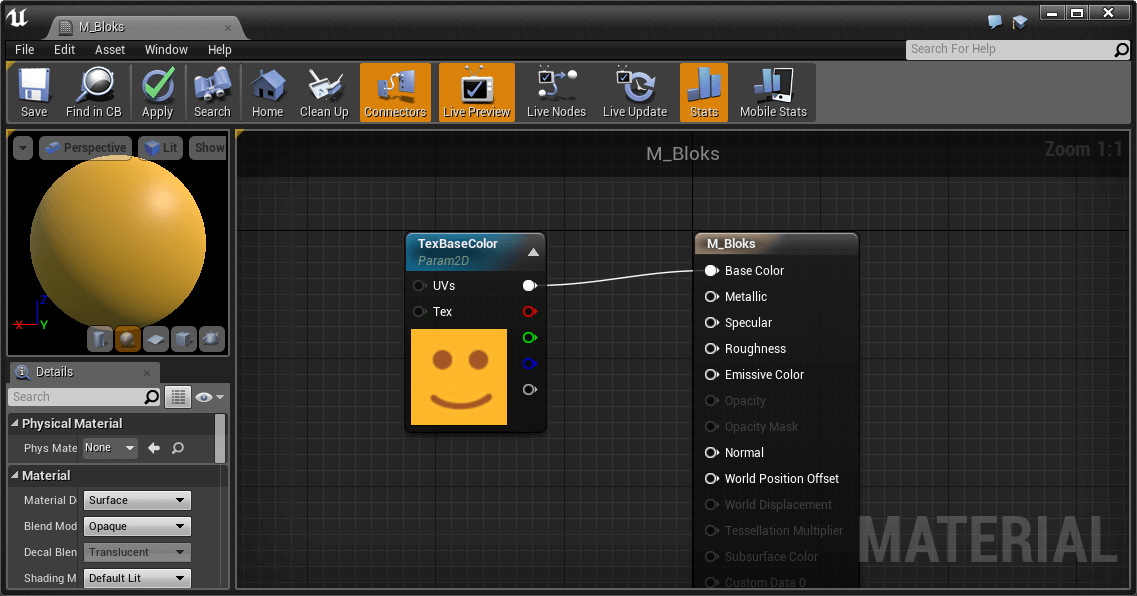 M_Bloks
File Edit Asset Window Help
Search For Help
Save Find in CB Apply Search Home Clean Up Connectors Live Preview Live Nodes Live Update Stats Mobile Stats
Perspective Lit Show
M_Bloks
Zoom 1:1
Z
X Y
TexBaseColor
Param2D
UVs
Tex
M_Bloks
Base Color
Metallic
Specular
Roughness
Emissive Color
Opacity
Opacity Mask
Normal
World Position Offset
World Displacement
Tessellation Multiplier
Subsurface Color
Custom Data 0
MATERIAL
Details
Search
Physical Material
Phys Mate None
Material
Material D Surface
Blend Mod Opaque
Decal Blen Translucent
Shading M Default Lit